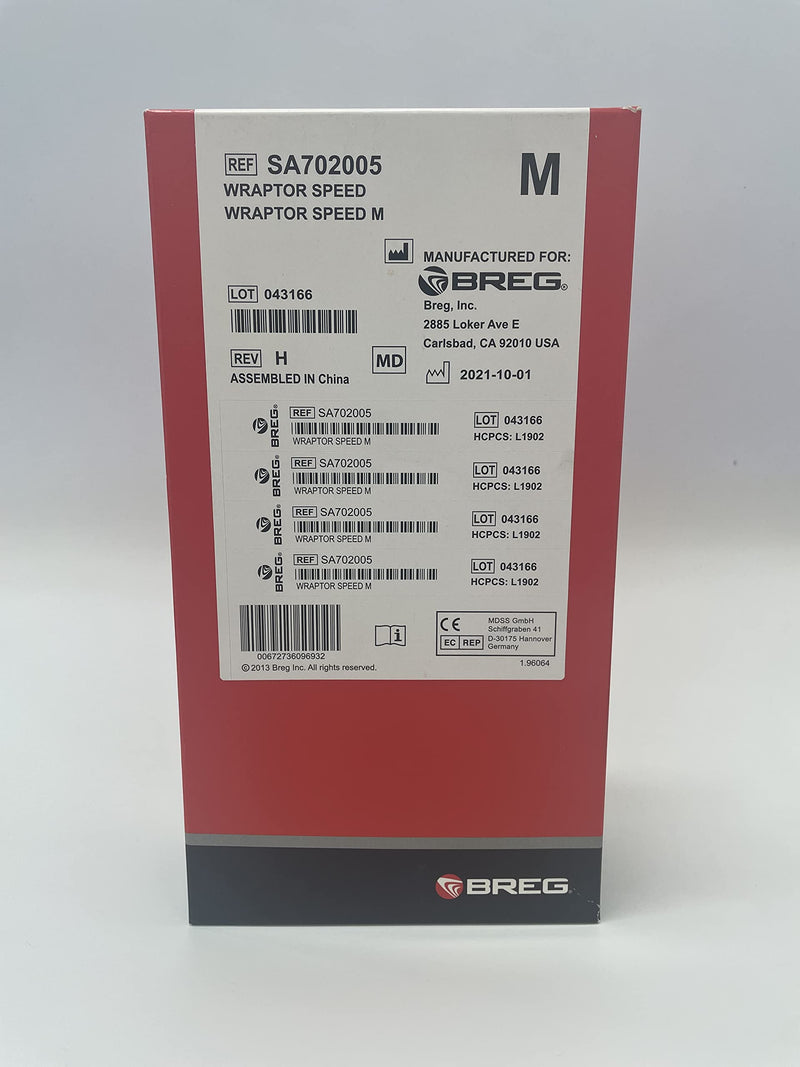 REF SA702005
WRAPTOR SPEED
WRAPTOR SPEED M
M
MANUFACTURED FOR:
BREG®
Breg, Inc.
2885 Loker Ave E
Carlsbad, CA 92010 USA
LOT 043166
REV H
MD
2021-10-01
ASSEMBLED IN China
BREG®
REF SA702005
WRAPTOR SPEED M
LOT 043166
HCPCS: L1902
BREG®
REF SA702005
WRAPTOR SPEED M
LOT 043166
HCPCS: L1902
BREG®
REF SA702005
WRAPTOR SPEED M
LOT 043166
HCPCS: L1902
BREG®
REF SA702005
WRAPTOR SPEED M
LOT 043166
HCPCS: L1902
00672736096932
© 2013 Breg Inc. All rights reserved.
i
CE
EC REP
MDSS GmbH
Schiffgraben 41
D-30175 Hannover
Germany
1.96064
BREG